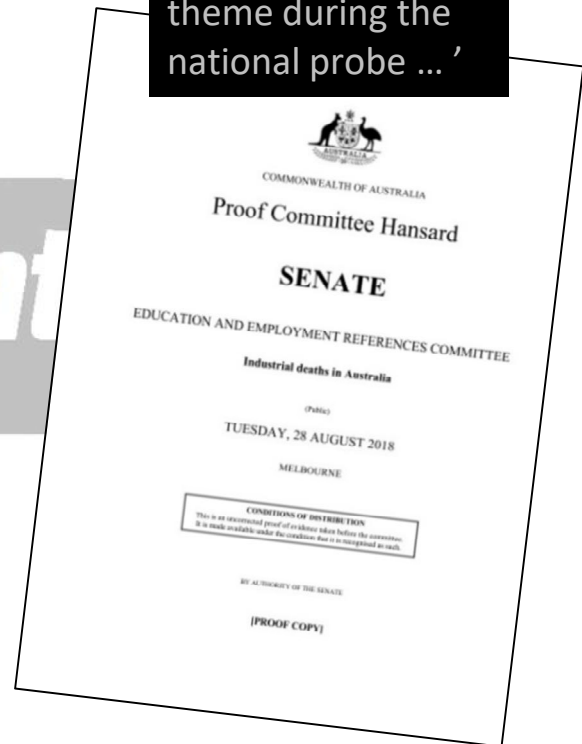 theme during the
national probe … ’
AUSTRALIA
COMMONWEALTH OF AUSTRALIA
Proof Committee Hansard
SENATE
EDUCATION AND EMPLOYMENT REFERENCES COMMITTEE
Industrial deaths in Australia
(Public)
TUESDAY, 28 AUGUST 2018
MELBOURNE
CONDITIONS OF DISTRIBUTION
This is an uncorrected proof of evidence taken before the committee.
It is made available under the condition that it is recognised as such.
BY AUTHORITY OF THE SENATE
[PROOF COPY]